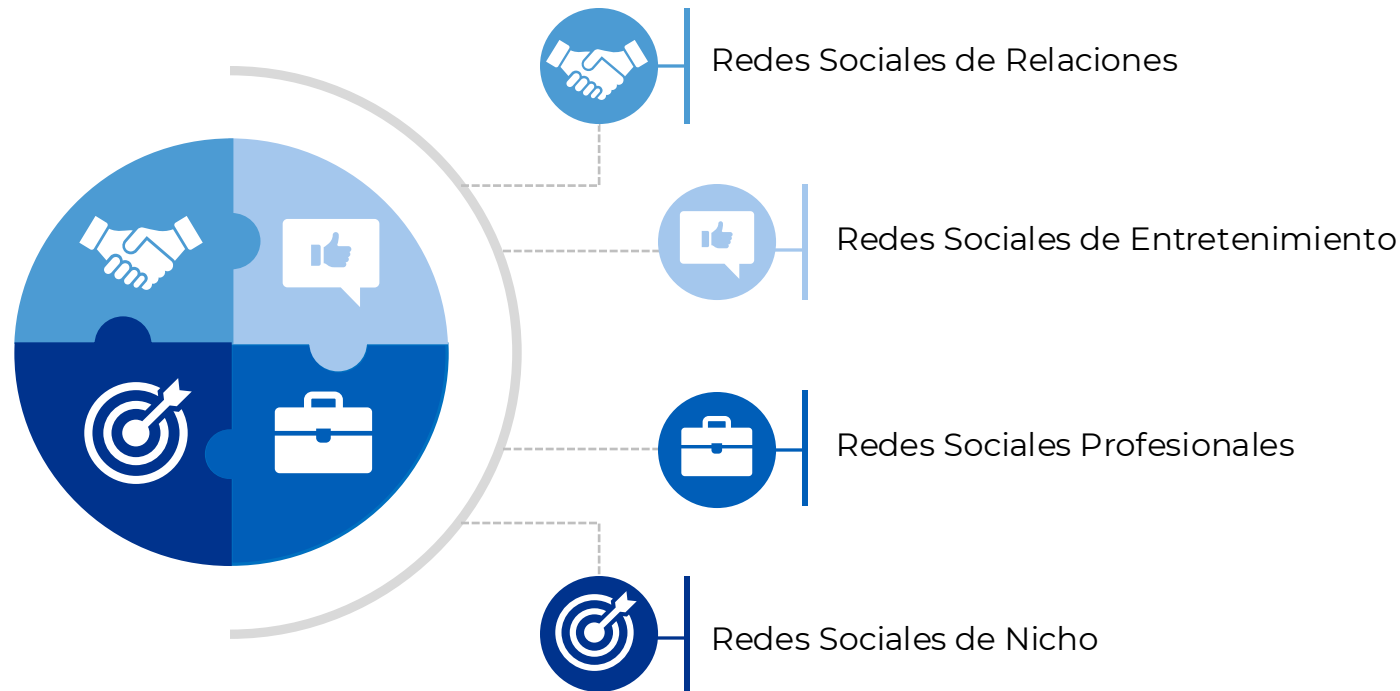 Redes Sociales de Relaciones
Redes Sociales de Entretenimiento
Redes Sociales Profesionales
Redes Sociales de Nicho